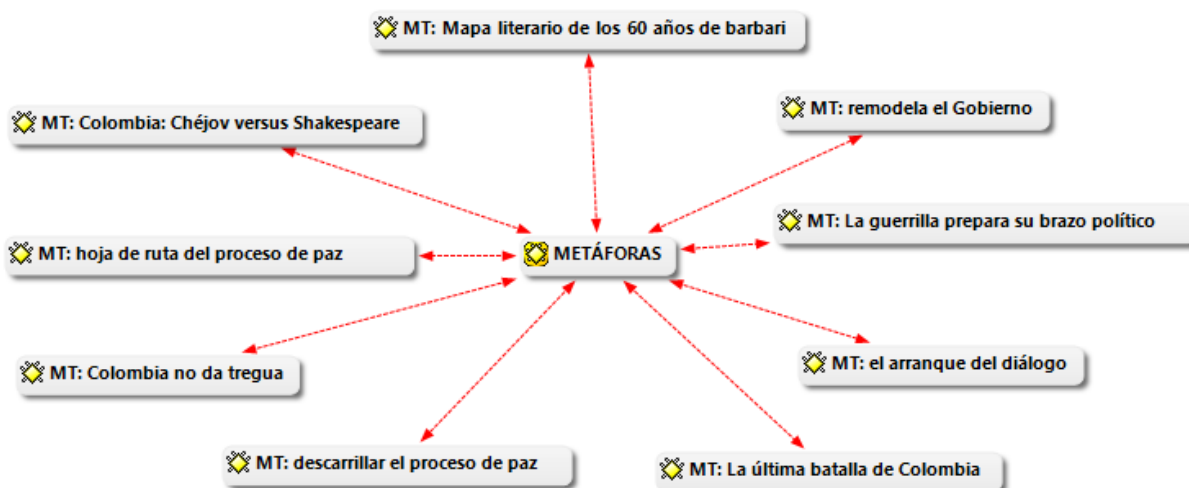 MT: Mapa literario de los 60 años de barbari
MT: Colombia: Chéjov versus Shakespeare
MT: remodela el Gobierno
MT: La guerrilla prepara su brazo político
MT: hoja de ruta del proceso de paz
METÁFORAS
MT: Colombia no da tregua
MT: el arranque del diálogo
MT: descarrillar el proceso de paz
MT: La última batalla de Colombia